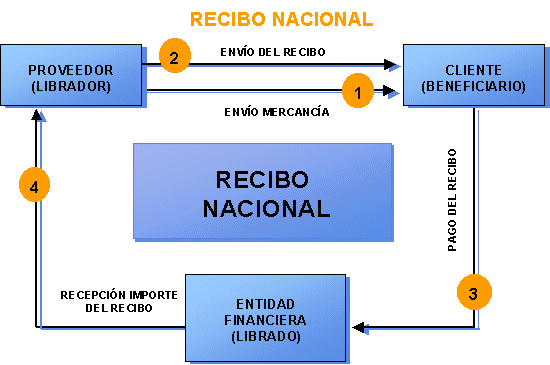 RECIBO NACIONAL
PROVEEDOR
(LIBRADOR)
2
ENVÍO DEL RECIBO
CLIENTE
(BENEFICIARIO)
1
ENVÍO MERCANCÍA
4
RECIBO
NACIONAL
PAGO DEL RECIBO
3
RECEPCIÓN IMPORTE
DEL RECIBO
ENTIDAD
FINANCIERA
(LIBRADO)